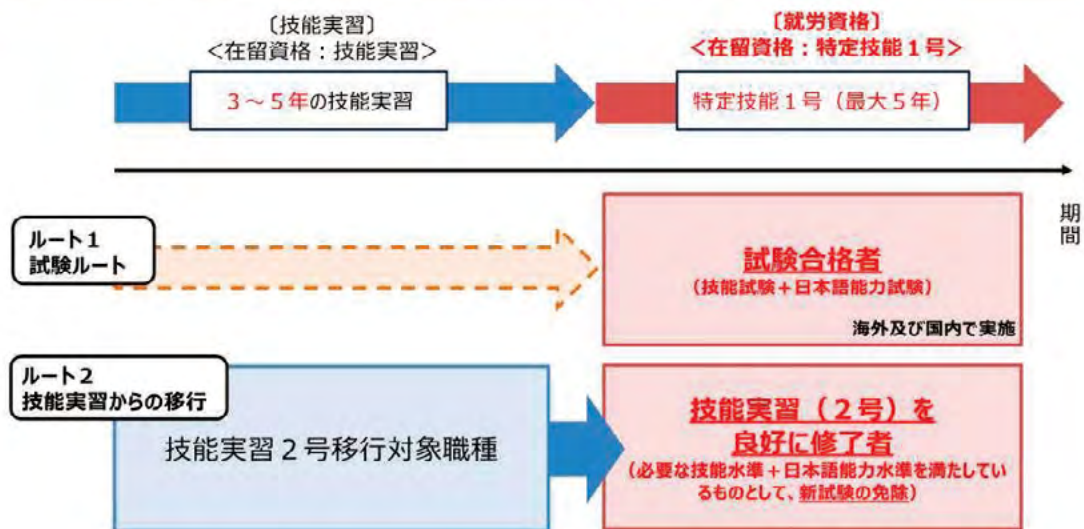 〔技能実習〕
<在留資格：技能実習>
〔就労資格〕
<在留資格：特定技能１号>
３～５年の技能実習
特定技能１号（最大５年）
期間
ルート１
試験ルート
試験合格者
（技能試験＋日本語能力試験）
海外及び国内で実施
ルート２
技能実習からの移行
技能実習２号移行対象職種
技能実習（２号）を
良好に修了者
（必要な技能水準＋日本語能力水準を満たしてい
るものとして、新試験の免除）